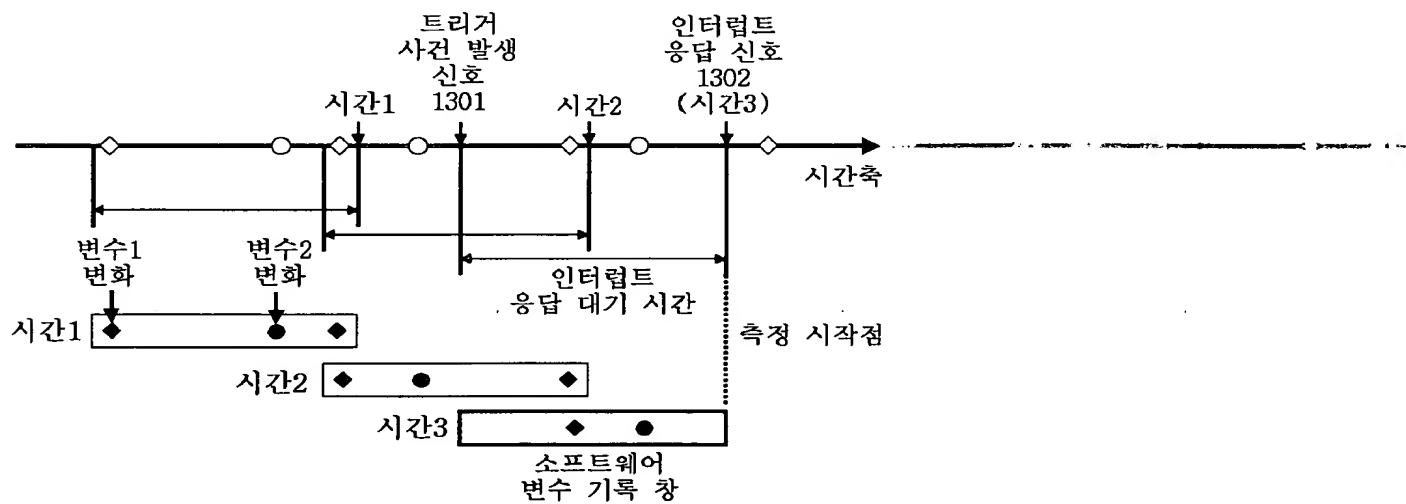 트리거
사건 발생
신호
1301
인터럽트
응답 신호
1302
(시간3)
시간1
시간2
시간축
변수1
변화
변수2
변화
인터럽트
응답 대기 시간
시간1
측정 시작점
시간2
시간3
소프트웨어
변수 기록 창